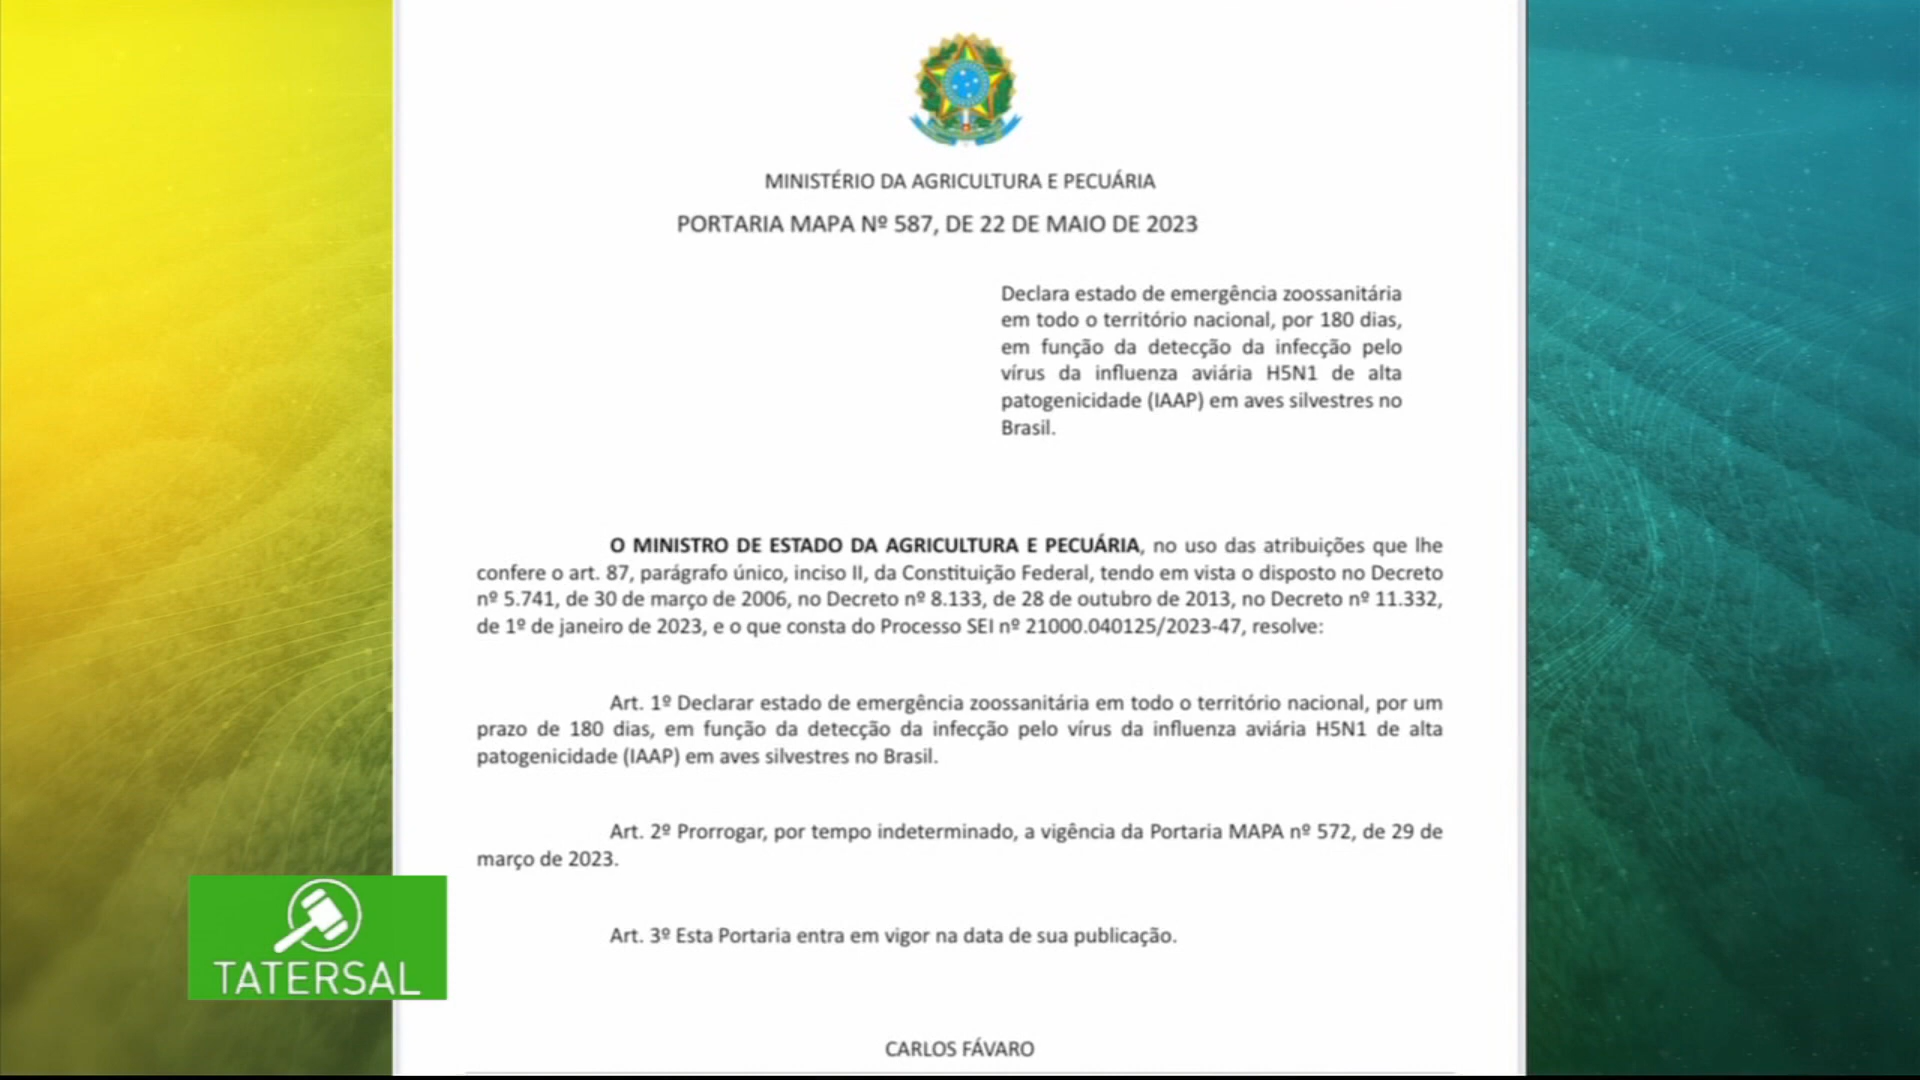 MINISTÉRIO DA AGRICULTURA E PECUÁRIA
PORTARIA MAPA Nº 587, DE 22 DE MAIO DE 2023
Declara estado de emergência zoossanitária
em todo o território nacional, por 180 dias,
em função da detecção da infecção pelo
vírus da influenza aviária H5N1 de alta
patogenicidade (IAAP) em aves silvestres no
Brasil.
O MINISTRO DE ESTADO DA AGRICULTURA E PECUÁRIA, no uso das atribuições que lhe
confere o art. 87, parágrafo único, inciso II, da Constituição Federal, tendo em vista o disposto no Decreto
nº 5.741, de 30 de março de 2006, no Decreto nº 8.133, de 28 de outubro de 2013, no Decreto nº 11.332,
de 1º de janeiro de 2023, e o que consta do Processo SEI nº 21000.040125/2023-47, resolve:
Art. 1º Declarar estado de emergência zoossanitária em todo o território nacional, por um
prazo de 180 dias, em função da detecção da infecção pelo vírus da influenza aviária H5N1 de alta
patogenicidade (IAAP) em aves silvestres no Brasil.
Art. 2º Prorrogar, por tempo indeterminado, a vigência da Portaria MAPA nº 572, de 29 de
março de 2023.
Art. 3º Esta Portaria entra em vigor na data de sua publicação.
TATERSAL
CARLOS FÁVARO